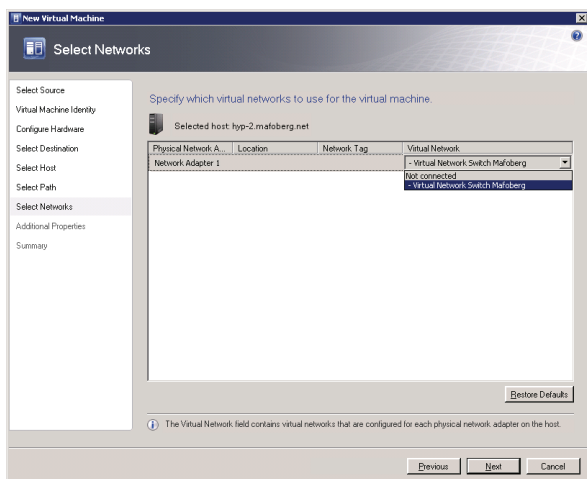 New Virtual Machine
Select Networks
Select Source
Virtual Machine Identity
Configure Hardware
Select Destination
Select Host
Select Path
Select Networks
Additional Properties
Summary
Specify which virtual networks to use for the virtual machine.
Selected host: hyp-2.mafoberg.net
Physical Network A... Location Network Tag Virtual Network
Network Adapter 1 - Virtual Network Switch Mafoberg
Not connected
- Virtual Network Switch Mafoberg
Restore Defaults
The Virtual Network field contains virtual networks that are configured for each physical network adapter on the host.
Previous Next Cancel